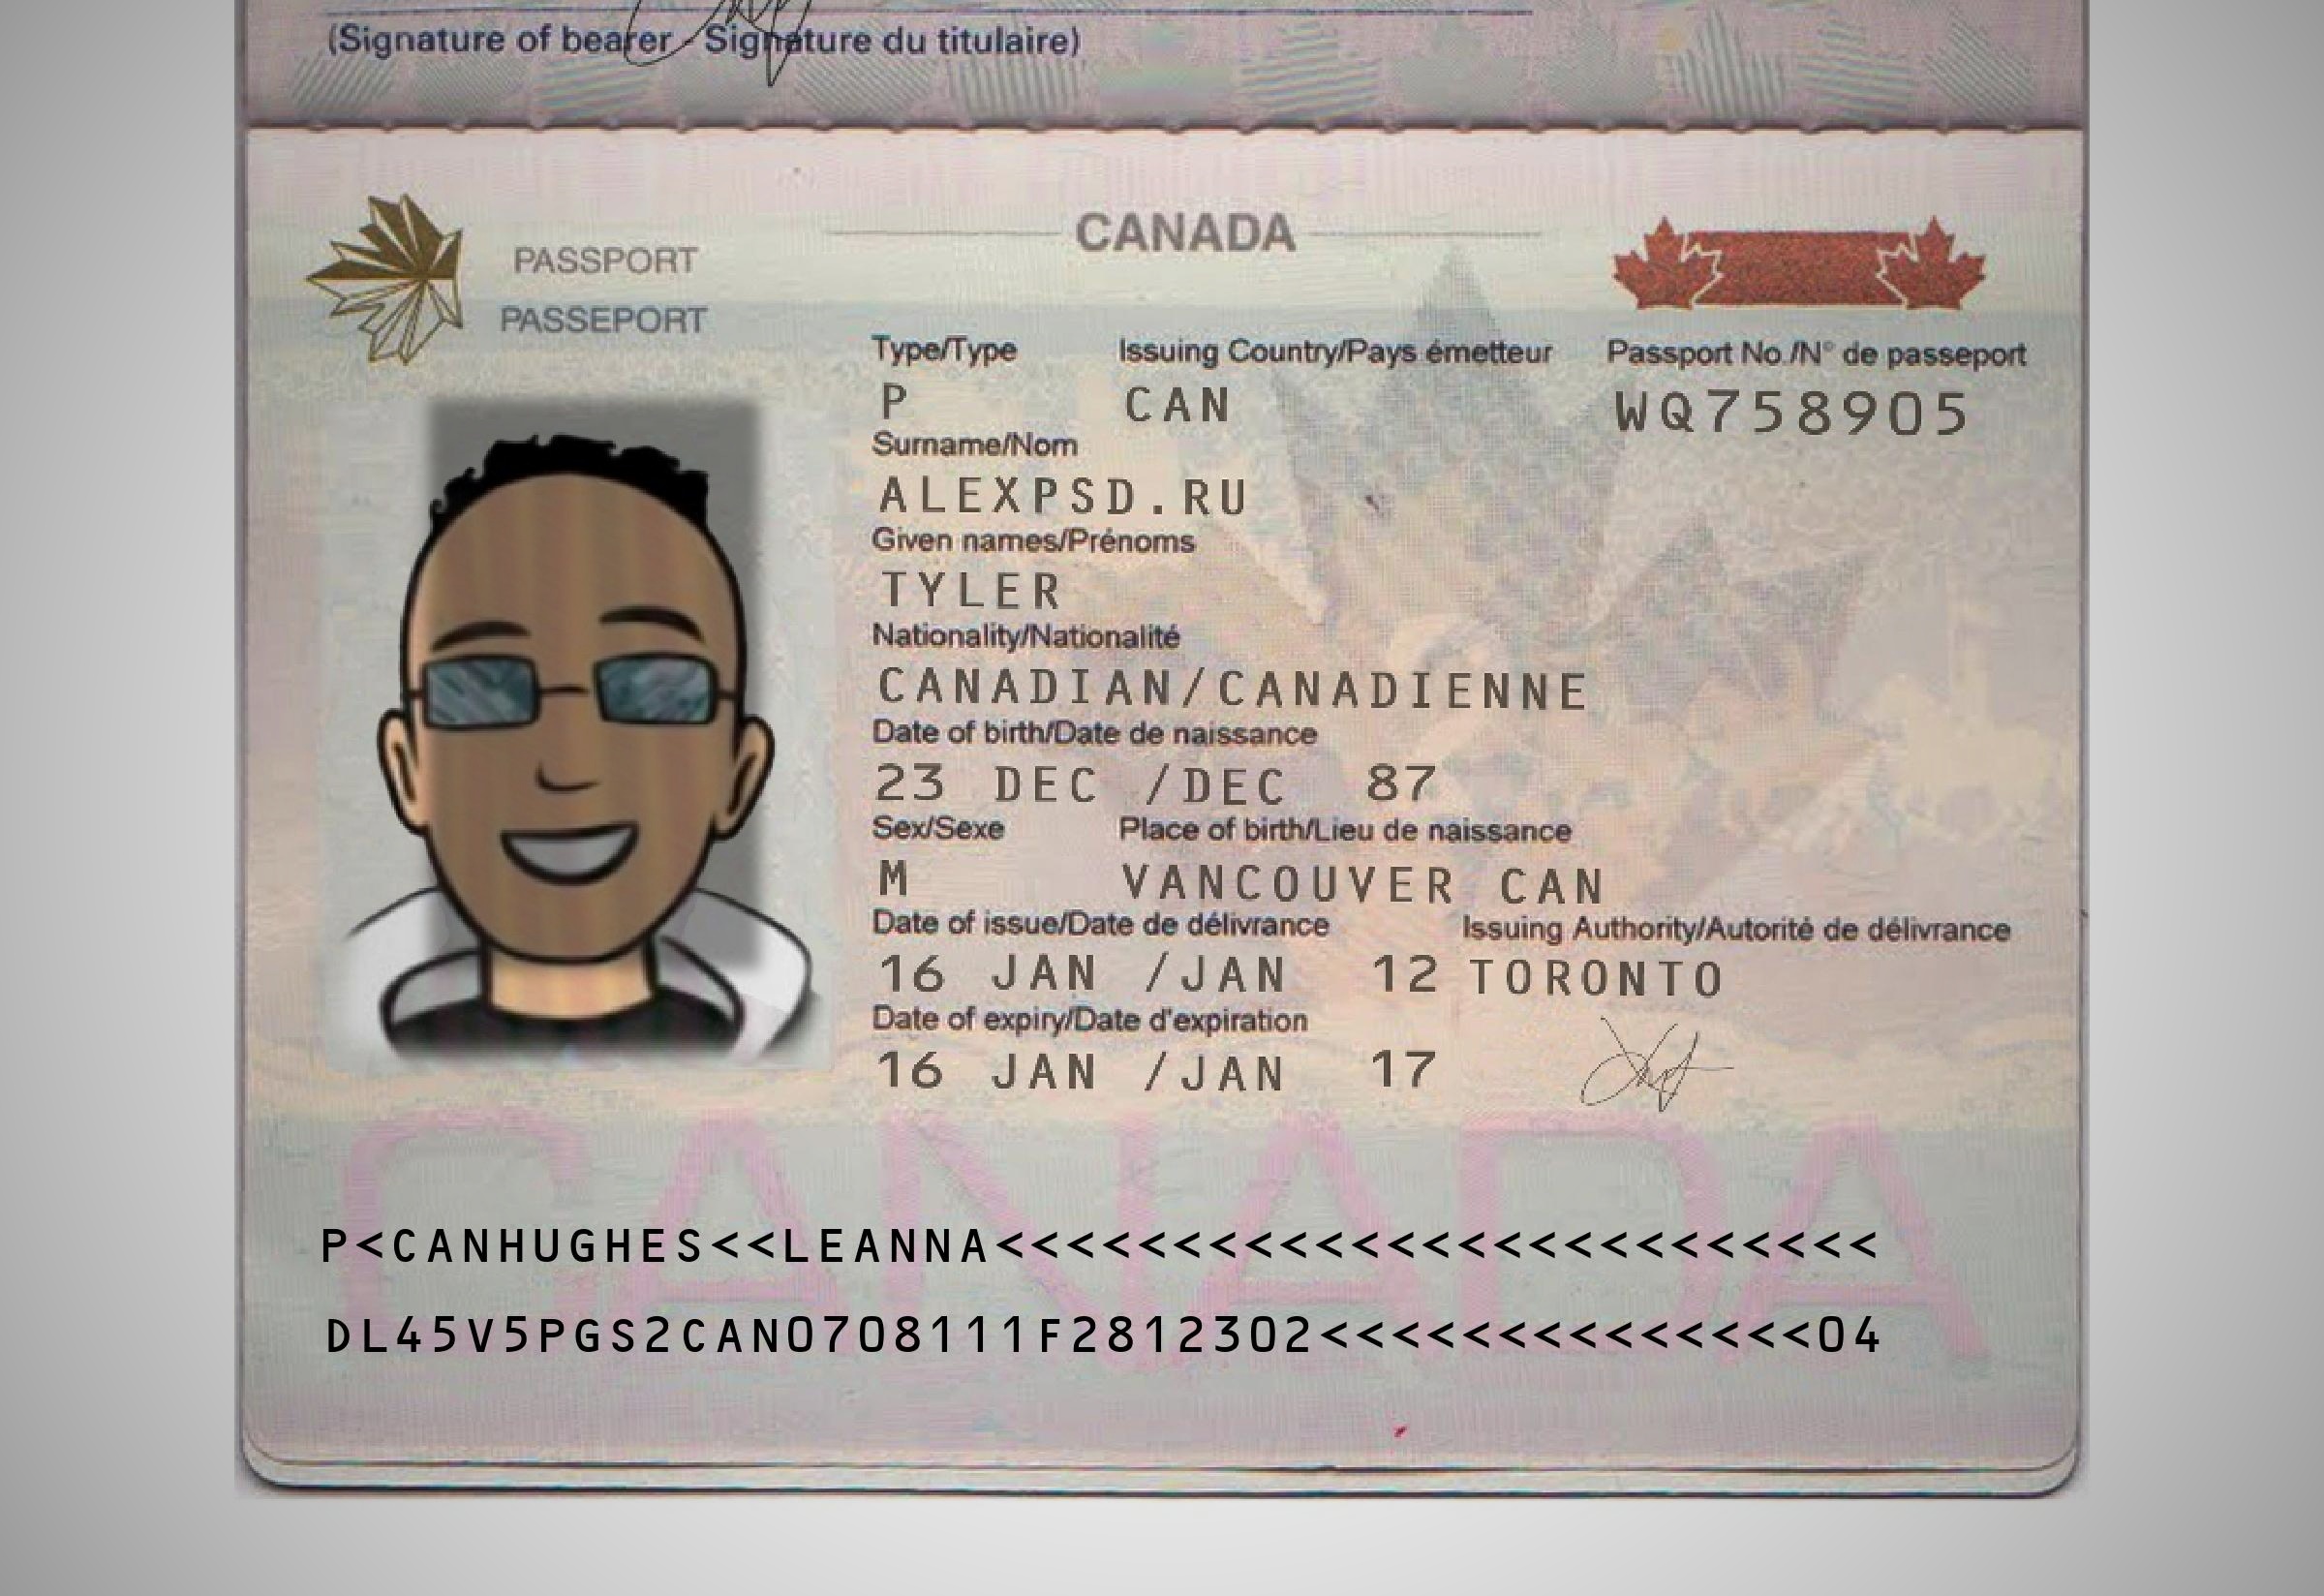 (Signature of bearer - Signature du titulaire)
CANADA
PASSPORT
PASSEPORT
Type/Type Issuing Country/Pays émetteur Passport No./N° de passeport
P CAN WQ758905
Surname/Nom
ALEXPSD.RU
Given names/Prénoms
TYLER
Nationality/Nationalité
CANADIAN/CANADIENNE
Date of birth/Date de naissance
23 DEC /DEC 87
Sex/Sexe Place of birth/Lieu de naissance
M VANCOUVER CAN
Date of issue/Date de délivrance Issuing Authority/Autorité de délivrance
16 JAN /JAN 12 TORONTO
Date of expiry/Date d'expiration
16 JAN /JAN 17
CANADA
P<CANHUGHES<<LEANNA<<<<<<<<<<<<<<<<<<<<<<<<<
DL45V5PGS2CAN0708111F2812302<<<<<<<<<<<<<<04